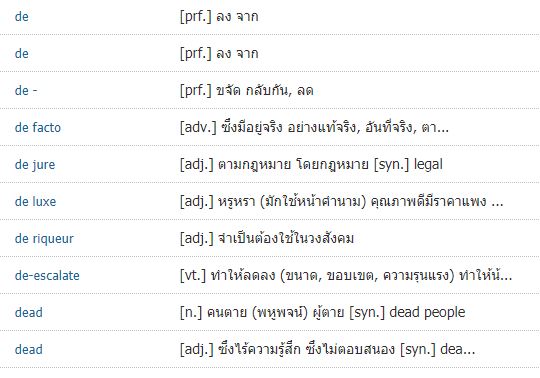 de [prf.] ลง จาก
de [prf.] ลง จาก
de - [prf.] ขจัด กลับกัน, ลด
de facto [adv.] ซึ่งมีอยู่จริง อย่างแท้จริง, อันที่จริง, ตา...
de jure [adj.] ตามกฎหมาย โดยกฎหมาย [syn.] legal
de luxe [adj.] หรูหรา (มักใช้หน้าคำนาม) คุณภาพดีมีราคาแพง ...
de riqueur [adj.] จำเป็นต้องใช้ในวงสังคม
de-escalate [vt.] ทำให้ลดลง (ขนาด, ขอบเขต, ความรุนแรง) ทำให้น้...
dead [n.] คนตาย (พหูพจน์) ผู้ตาย [syn.] dead people
dead [adj.] ซึ่งไร้ความรู้สึก ซึ่งไม่ตอบสนอง [syn.] dea...